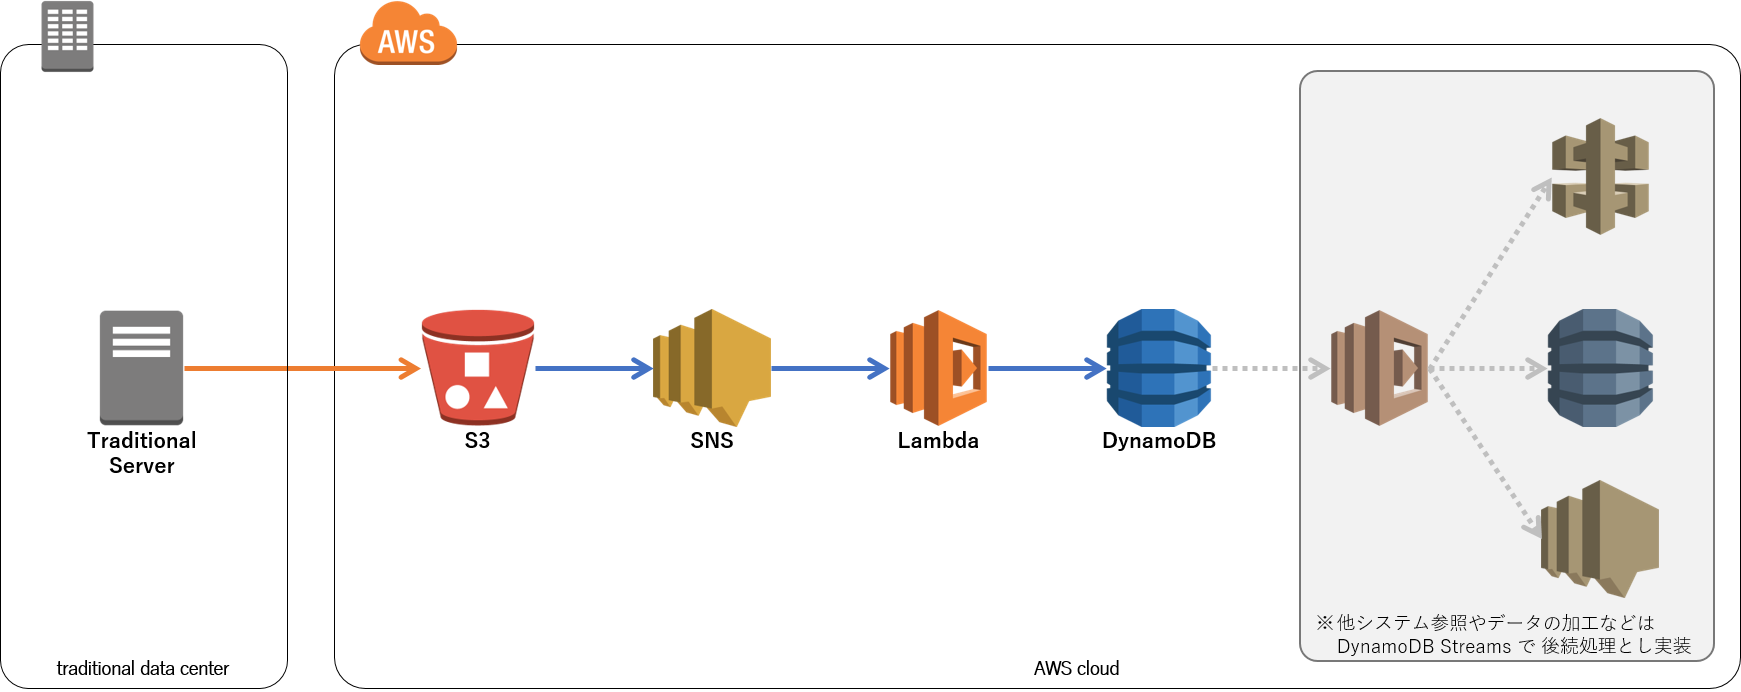 AWS
Traditional
Server
S3
SNS
Lambda
DynamoDB
※他システム参照やデータの加工などは
DynamoDB Streams で 後続処理とし実装
traditional data center
AWS cloud